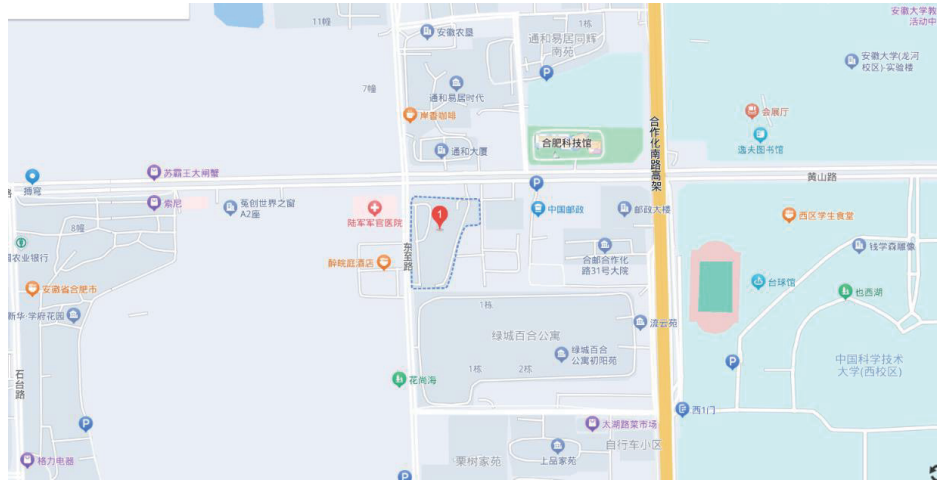 11幢
安徽农垦
1栋
通和易居同辉
南苑
P
安徽大学教
活动中
安徽大学(龙河
校区)-实验楼
7幢
通和易居时代
岸香咖啡
合作化南路高架
会展厅
逸夫图书馆
通和大厦
合肥科技馆
苏霸王大闸蟹
P
黄山路
路
索尼
陆军军官医院
1
中国邮政
邮政大楼
西区学生食堂
A2座
8幢
东至路
合邮合作化
路31号大院
钱学森雕像
农业银行
醉皖庭酒店
台球馆
也西湖
安徽省合肥市
新华·学府花园
1栋
绿城百合公寓
流云苑
绿城百合
公寓初阳苑
1栋
2栋
P
中国科学技术
大学(西校区)
石台路
花尚海
P
西1门
太湖路菜市场
自行车小区
格力电器
栗树家苑
上品家苑
P